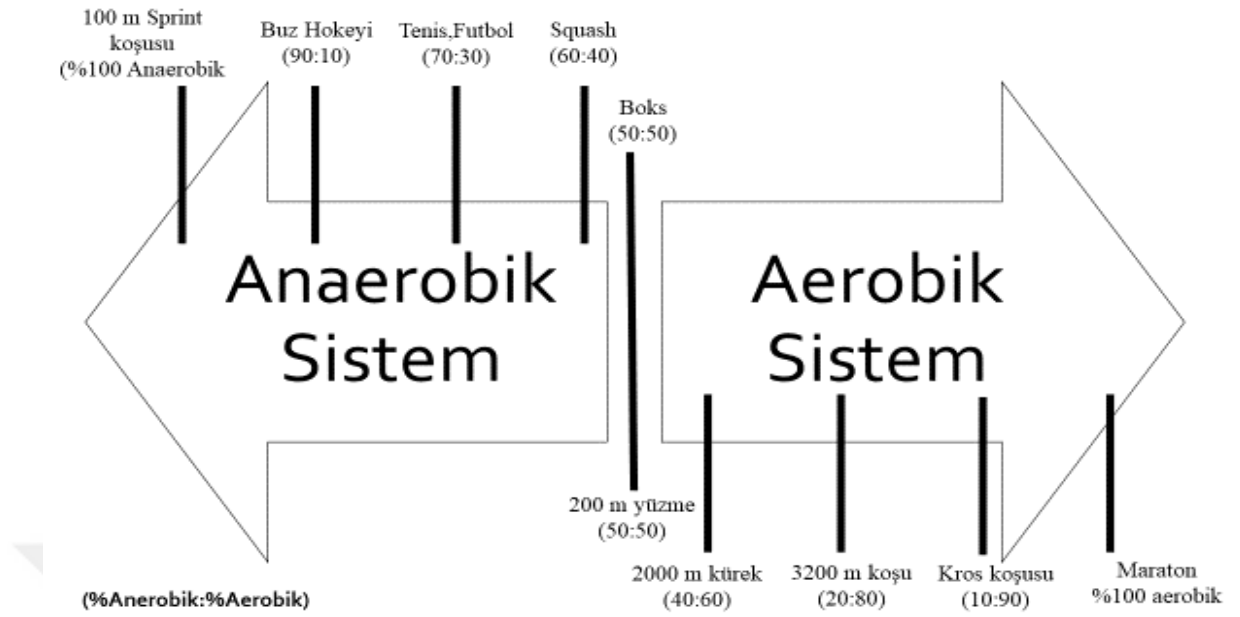 100 m Sprint
koşusu
(%100 Anaerobik
Buz Hokeyi
(90:10)
Tenis,Futbol
(70:30)
Squash
(60:40)
Boks
(50:50)
Anaerobik
Sistem
Aerobik
Sistem
200 m yüzme
(50:50)
2000 m kürek
(40:60)
3200 m koşu
(20:80)
Kros koşusu
(10:90)
Maraton
%100 aerobik
(%Anerobik:%Aerobik)